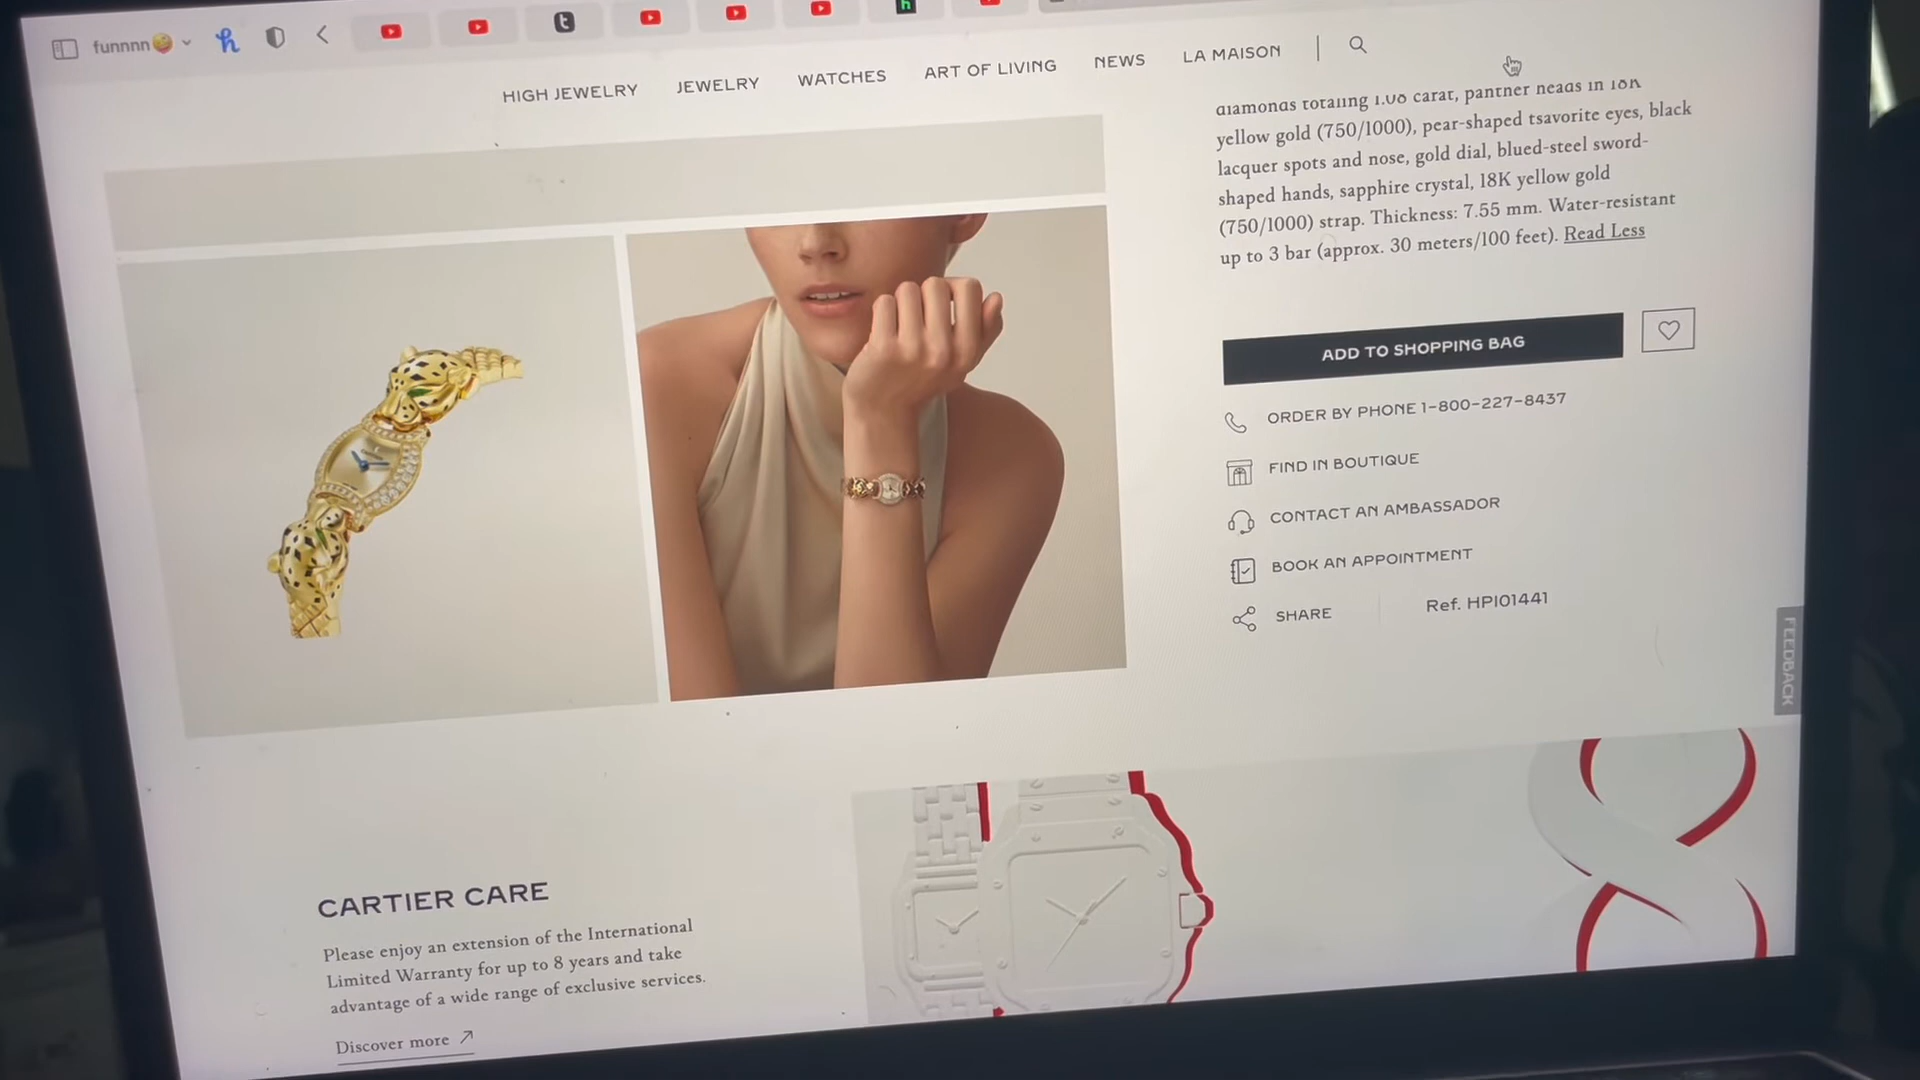 funnnn🤪
HIGH JEWELRY
JEWELRY
WATCHES
ART OF LIVING
NEWS
LA MAISON
diamonds totaling 1.08 carat, panther heads in 18K
yellow gold (750/1000), pear-shaped tsavorite eyes, black
lacquer spots and nose, gold dial, blued-steel sword-
shaped hands, sapphire crystal, 18K yellow gold
(750/1000) strap. Thickness: 7.55 mm. Water-resistant
up to 3 bar (approx. 30 meters/100 feet). Read Less
ADD TO SHOPPING BAG
ORDER BY PHONE 1-800-227-8437
FIND IN BOUTIQUE
CONTACT AN AMBASSADOR
BOOK AN APPOINTMENT
SHARE
Ref. HPI01441
FEEDBACK
CARTIER CARE
Please enjoy an extension of the International
Limited Warranty for up to 8 years and take
advantage of a wide range of exclusive services.
Discover more
8